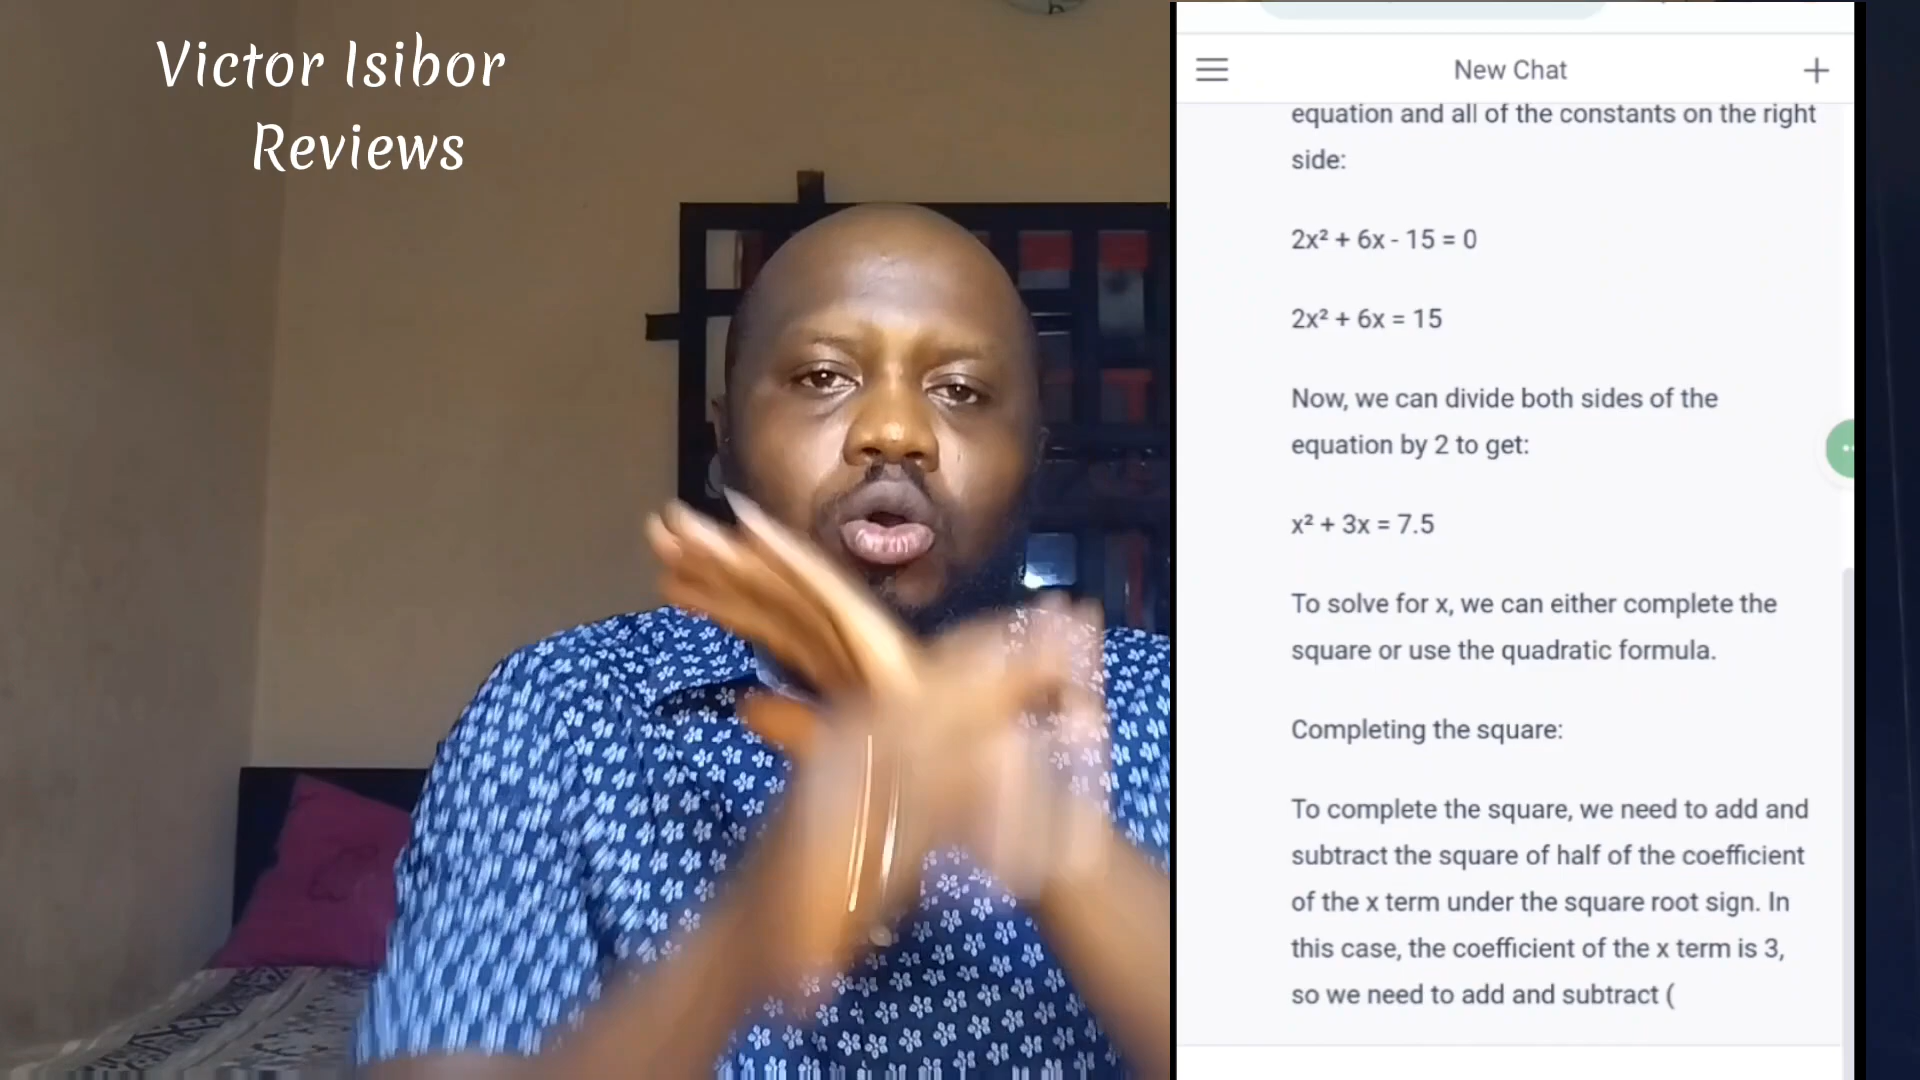 Victor Isibor
Reviews
New Chat
equation and all of the constants on the right
side:
2x² + 6x - 15 = 0
2x² + 6x = 15
Now, we can divide both sides of the
equation by 2 to get:
x² + 3x = 7.5
To solve for x, we can either complete the
square or use the quadratic formula.
Completing the square:
To complete the square, we need to add and
subtract the square of half of the coefficient
of the x term under the square root sign. In
this case, the coefficient of the x term is 3,
so we need to add and subtract (